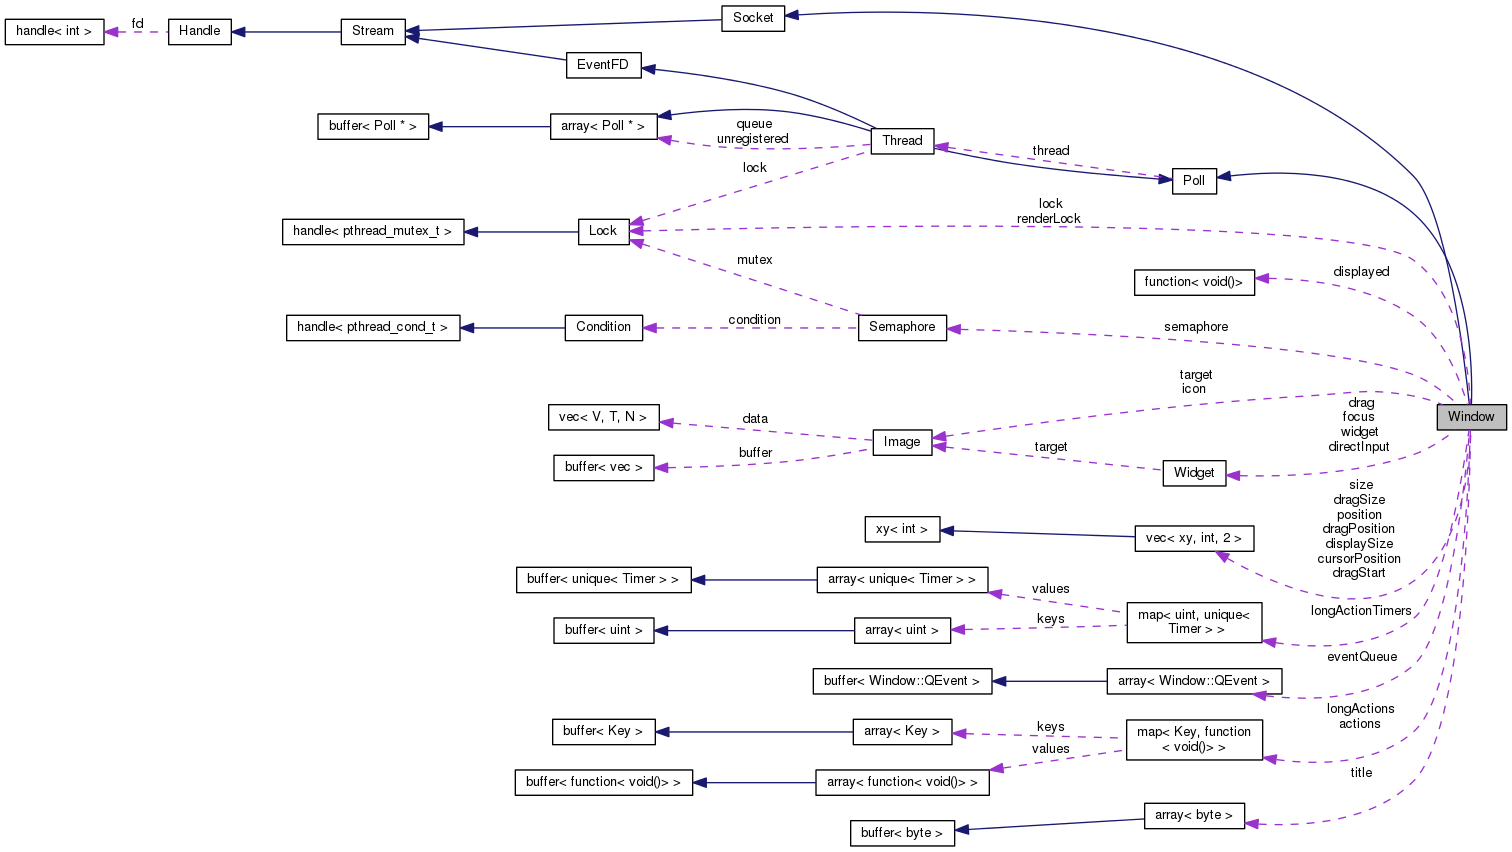 Socket
fd
handle< int >
Handle
Stream
EventFD
buffer< Poll * >
array< Poll * >
queue
unregistered
Thread
thread
lock
Poll
lock
renderLock
handle< pthread_mutex_t >
Lock
mutex
displayed
function< void()>
handle< pthread_cond_t >
Condition
condition
Semaphore
semaphore
target
icon
vec< V, T, N >
data
Image
drag
focus
widget
directInput
Window
buffer< vec >
buffer
target
Widget
size
dragSize
position
dragPosition
displaySize
cursorPosition
dragStart
xy< int >
vec< xy, int, 2 >
buffer< unique< Timer > >
array< unique< Timer > >
values
map< uint, unique<
Timer > >
longActionTimers
buffer< uint >
array< uint >
keys
eventQueue
buffer< Window::QEvent >
array< Window::QEvent >
longActions
actions
buffer< Key >
array< Key >
keys
map< Key, function
< void()> >
values
buffer< function< void()> >
array< function< void()> >
title
array< byte >
buffer< byte >